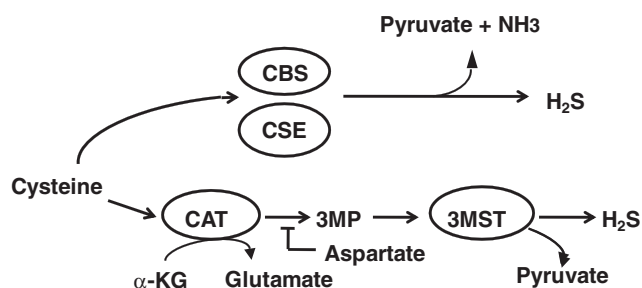 Pyruvate + NH3
CBS
H₂S
CSE
Cysteine
CAT
3MP
3MST
H₂S
Aspartate
α-KG
Glutamate
Pyruvate